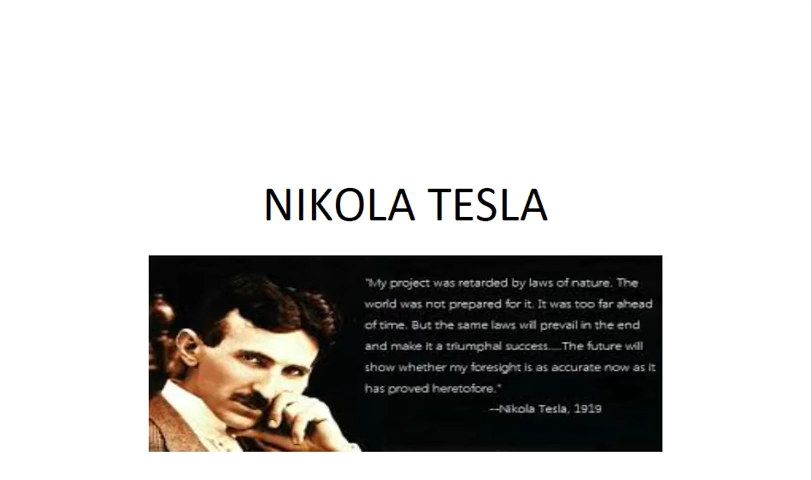 NIKOLA TESLA
"My project was retarded by laws of nature. The
world was not prepared for it. It was too far ahead
of time. But the same laws will prevail in the end
and make it a triumphal success....The future will
show whether my foresight is as accurate now as it
has proved heretofore."
--Nikola Tesla, 1919